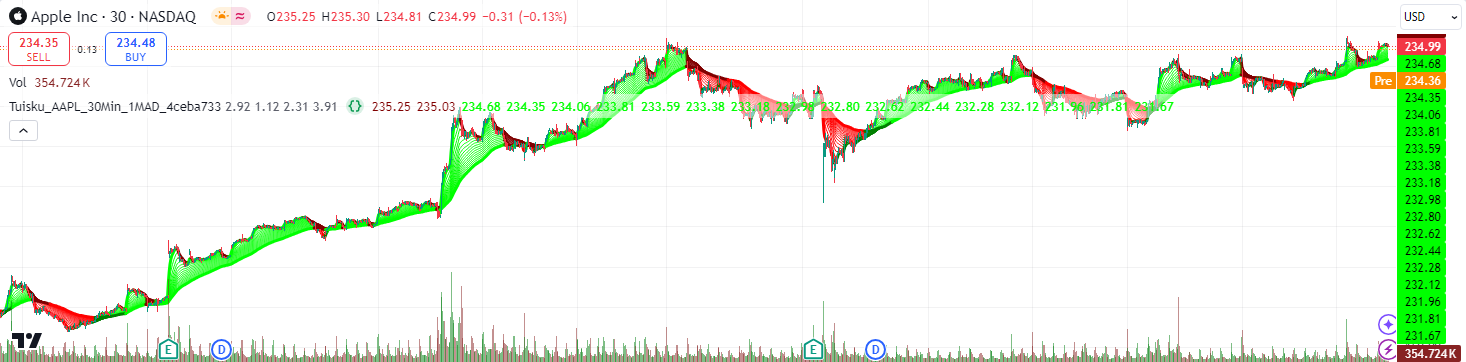 Apple Inc · 30 · NASDAQ O235.25 H235.30 L234.81 C234.99 −0.31 (−0.13%)
USD
234.35 SELL
0.13
234.48 BUY
Vol 354.724 K
Tuisku_AAPL_30Min_1MAD_4ceba733 2.92 1.12 2.31 3.91 {} 235.25 235.03 234.68 234.35 234.06 233.81 233.59 233.38 233.18 232.98 232.80 232.62 232.44 232.28 232.12 231.96 231.81 231.67
234.99
234.68
Pre 234.36
234.35
234.06
233.81
233.59
233.38
233.18
232.98
232.80
232.62
232.44
232.28
232.12
231.96
231.81
231.67
354.724 K
E
D
E
D